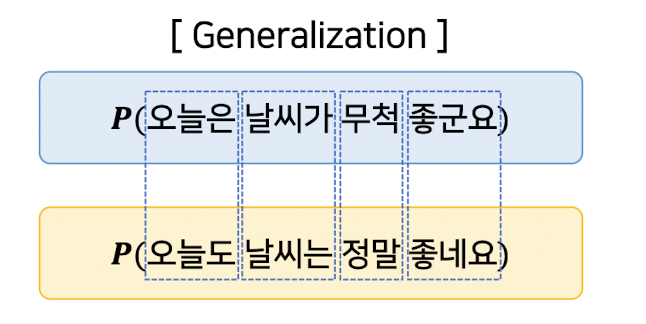 [ Generalization ]
P(오늘은 날씨가 무척 좋군요)
P(오늘도 날씨는 정말 좋네요)